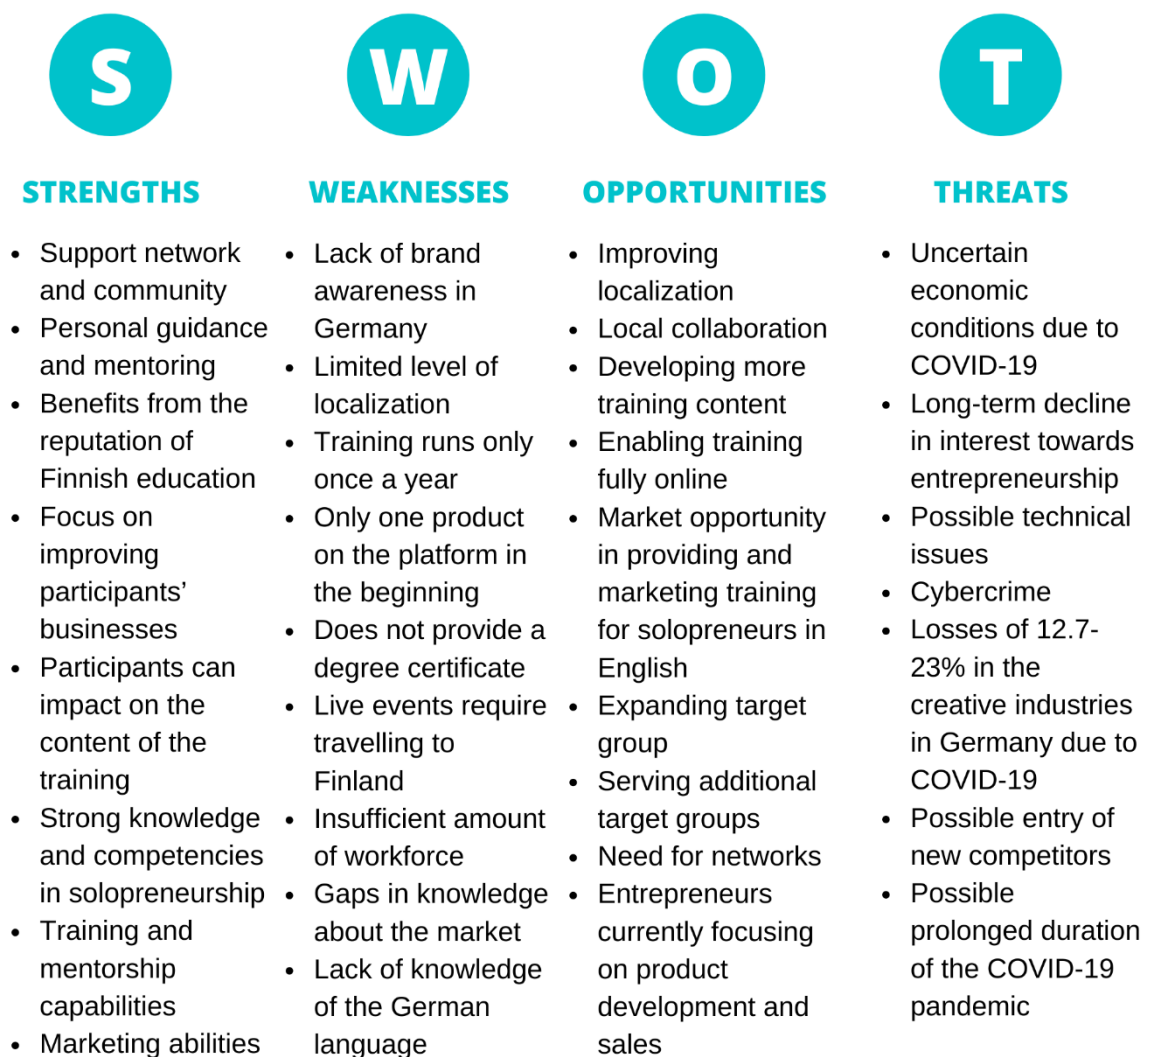 S
W
O
T
STRENGTHS
• Support network
and community
• Personal guidance
and mentoring
• Benefits from the
reputation of
Finnish education
• Focus on
improving
participants’
businesses
• Participants can
impact on the
content of the
training
• Strong knowledge
and competencies
in solopreneurship
• Training and
mentorship
capabilities
• Marketing abilities
WEAKNESSES
• Lack of brand
awareness in
Germany
• Limited level of
localization
• Training runs only
once a year
• Only one product
on the platform in
the beginning
• Does not provide a
degree certificate
• Live events require
travelling to
Finland
• Insufficient amount
of workforce
• Gaps in knowledge
about the market
• Lack of knowledge
of the German
language
OPPORTUNITIES
• Improving
localization
• Local collaboration
• Developing more
training content
• Enabling training
fully online
• Market opportunity
in providing and
marketing training
for solopreneurs in
English
• Expanding target
group
• Serving additional
target groups
• Need for networks
• Entrepreneurs
currently focusing
on product
development and
sales
THREATS
• Uncertain
economic
conditions due to
COVID-19
• Long-term decline
in interest towards
entrepreneurship
• Possible technical
issues
• Cybercrime
• Losses of 12.7-
23% in the
creative industries
in Germany due to
COVID-19
• Possible entry of
new competitors
• Possible
prolonged duration
of the COVID-19
pandemic